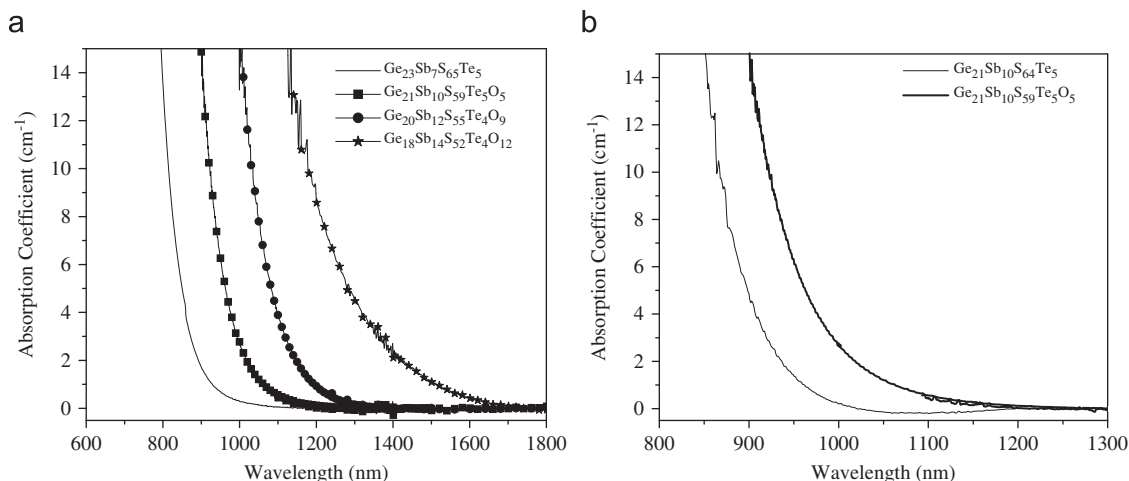 a
b
14
12
10
8
6
4
2
0
Absorption Coefficient (cm⁻¹)
Ge₂₃Sb₇S₆₅Te₅
Ge₂₁Sb₁₀S₅₉Te₅O₅
Ge₂₀Sb₁₂S₅₅Te₄O₉
Ge₁₈Sb₁₄S₅₂Te₄O₁₂
600 800 1000 1200 1400 1600 1800
Wavelength (nm)
14
12
10
8
6
4
2
0
Absorption Coefficient (cm⁻¹)
Ge₂₁Sb₁₀S₆₄Te₅
Ge₂₁Sb₁₀S₅₉Te₅O₅
800 900 1000 1100 1200 1300
Wavelength (nm)